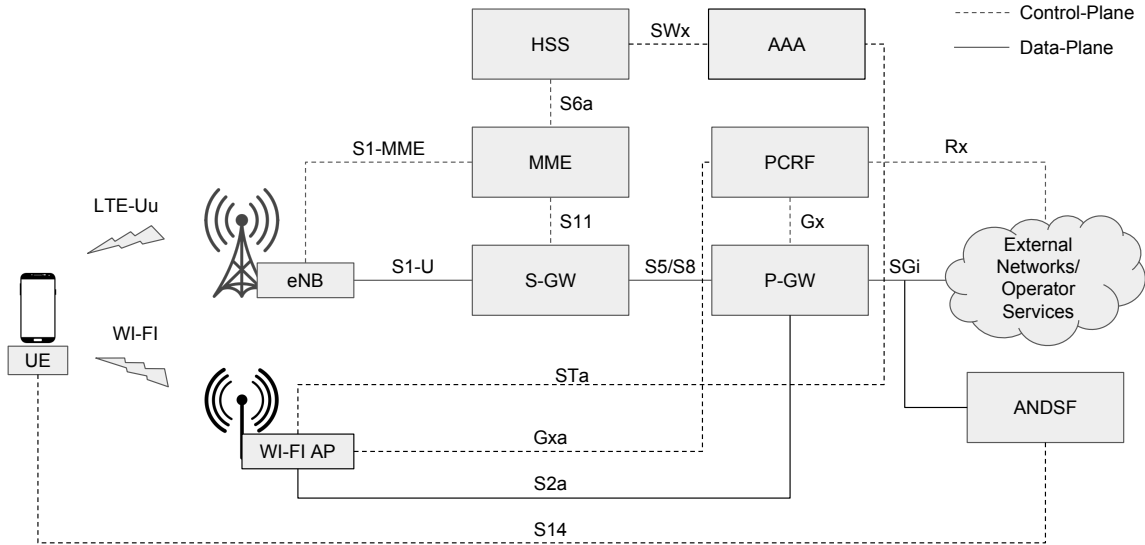 HSS
SWx
AAA
Control-Plane
Data-Plane
S6a
S1-MME
MME
PCRF
Rx
LTE-Uu
S11
Gx
eNB
S1-U
S-GW
S5/S8
P-GW
SGi
External
Networks/
Operator
Services
WI-FI
UE
STa
ANDSF
WI-FI AP
Gxa
S2a
S14